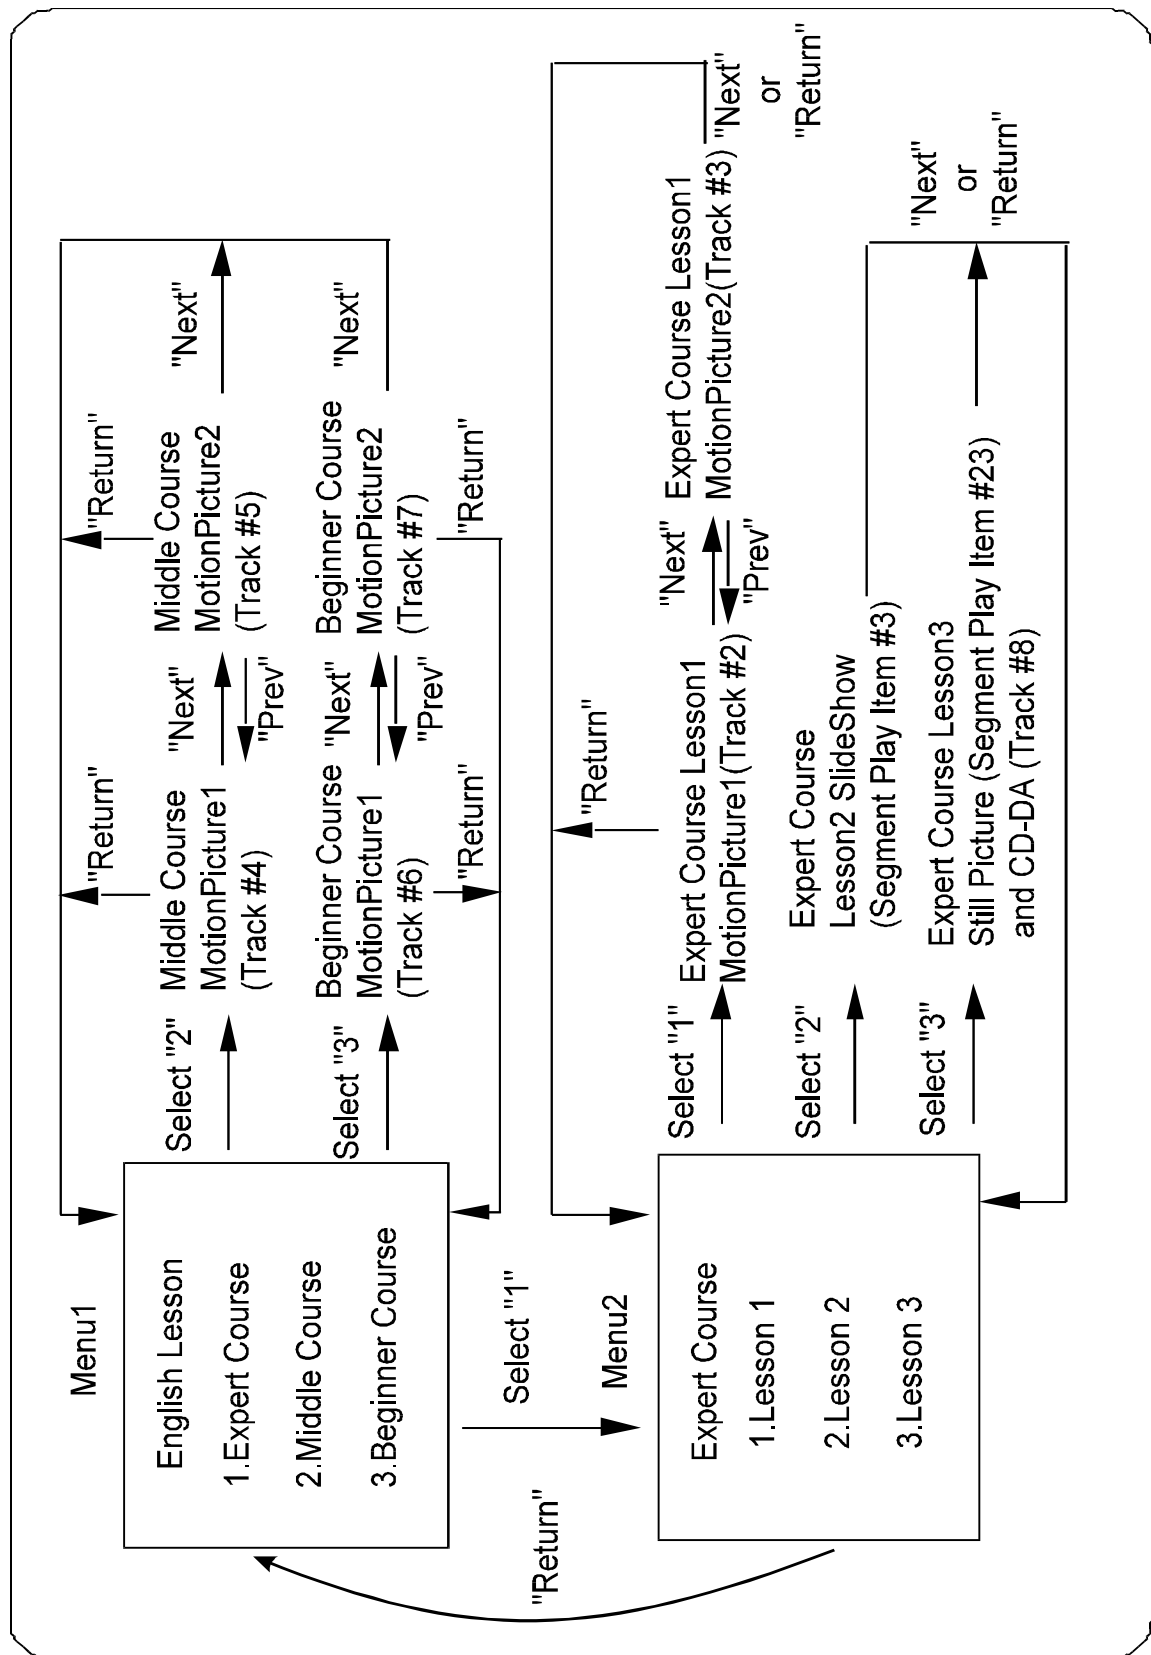 Menu1
English Lesson
1.Expert Course
2.Middle Course
3.Beginner Course
Select "2"
Middle Course
MotionPicture1
(Track #4)
"Return"
"Next"
"Prev"
Middle Course
MotionPicture2
(Track #5)
"Return"
"Next"
Select "3"
Beginner Course
MotionPicture1
(Track #6)
"Return"
"Next"
"Prev"
Beginner Course
MotionPicture2
(Track #7)
"Return"
"Next"
Select "1"
"Return"
Menu2
Expert Course
1.Lesson 1
2.Lesson 2
3.Lesson 3
Select "1"
Expert Course Lesson1
MotionPicture1(Track #2)
"Return"
"Next"
"Prev"
Expert Course Lesson1
MotionPicture2(Track #3)
"Next"
or
"Return"
Select "2"
Expert Course
Lesson2 SlideShow
(Segment Play Item #3)
Select "3"
Expert Course Lesson3
Still Picture (Segment Play Item #23)
and CD-DA (Track #8)
"Next"
or
"Return"